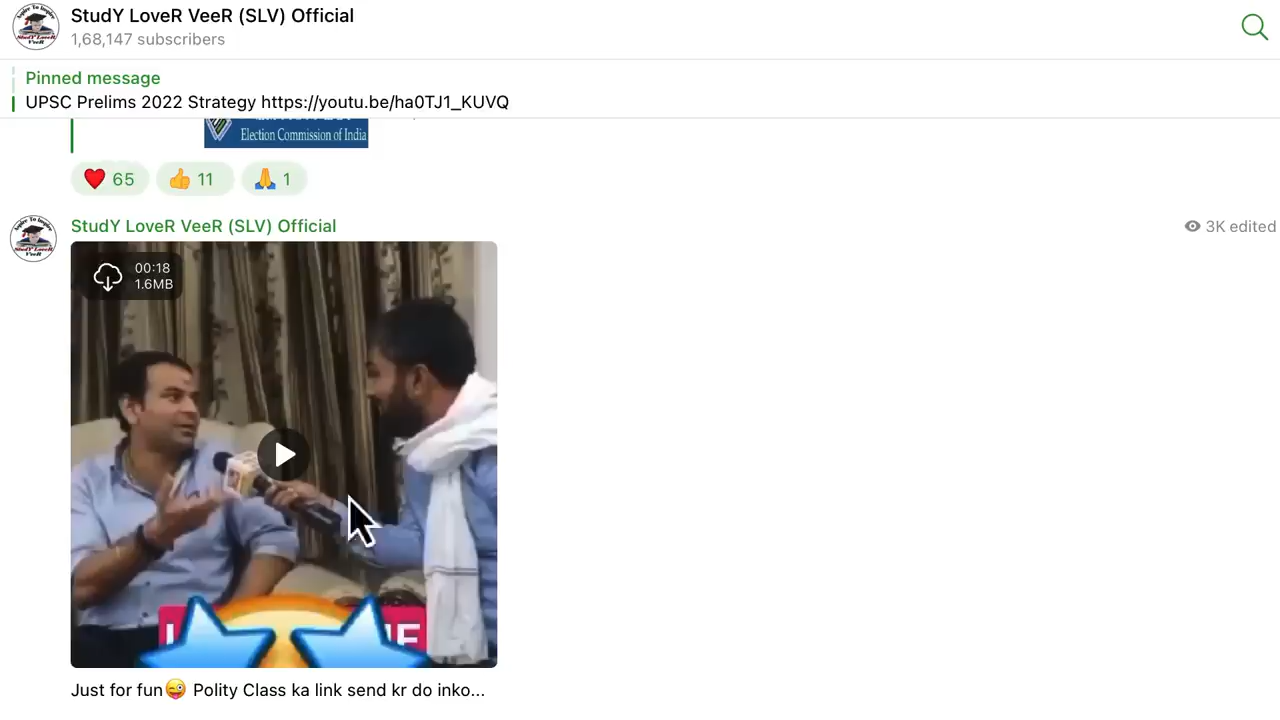 StudY LoveR VeeR (SLV) Official
1,68,147 subscribers
Pinned message
UPSC Prelims 2022 Strategy https://youtu.be/ha0TJ1_KUVQ
Election Commission of India
65
11
1
StudY LoveR VeeR (SLV) Official
3K edited
00:18
1.6MB
Just for fun😜 Polity Class ka link send kr do inko...